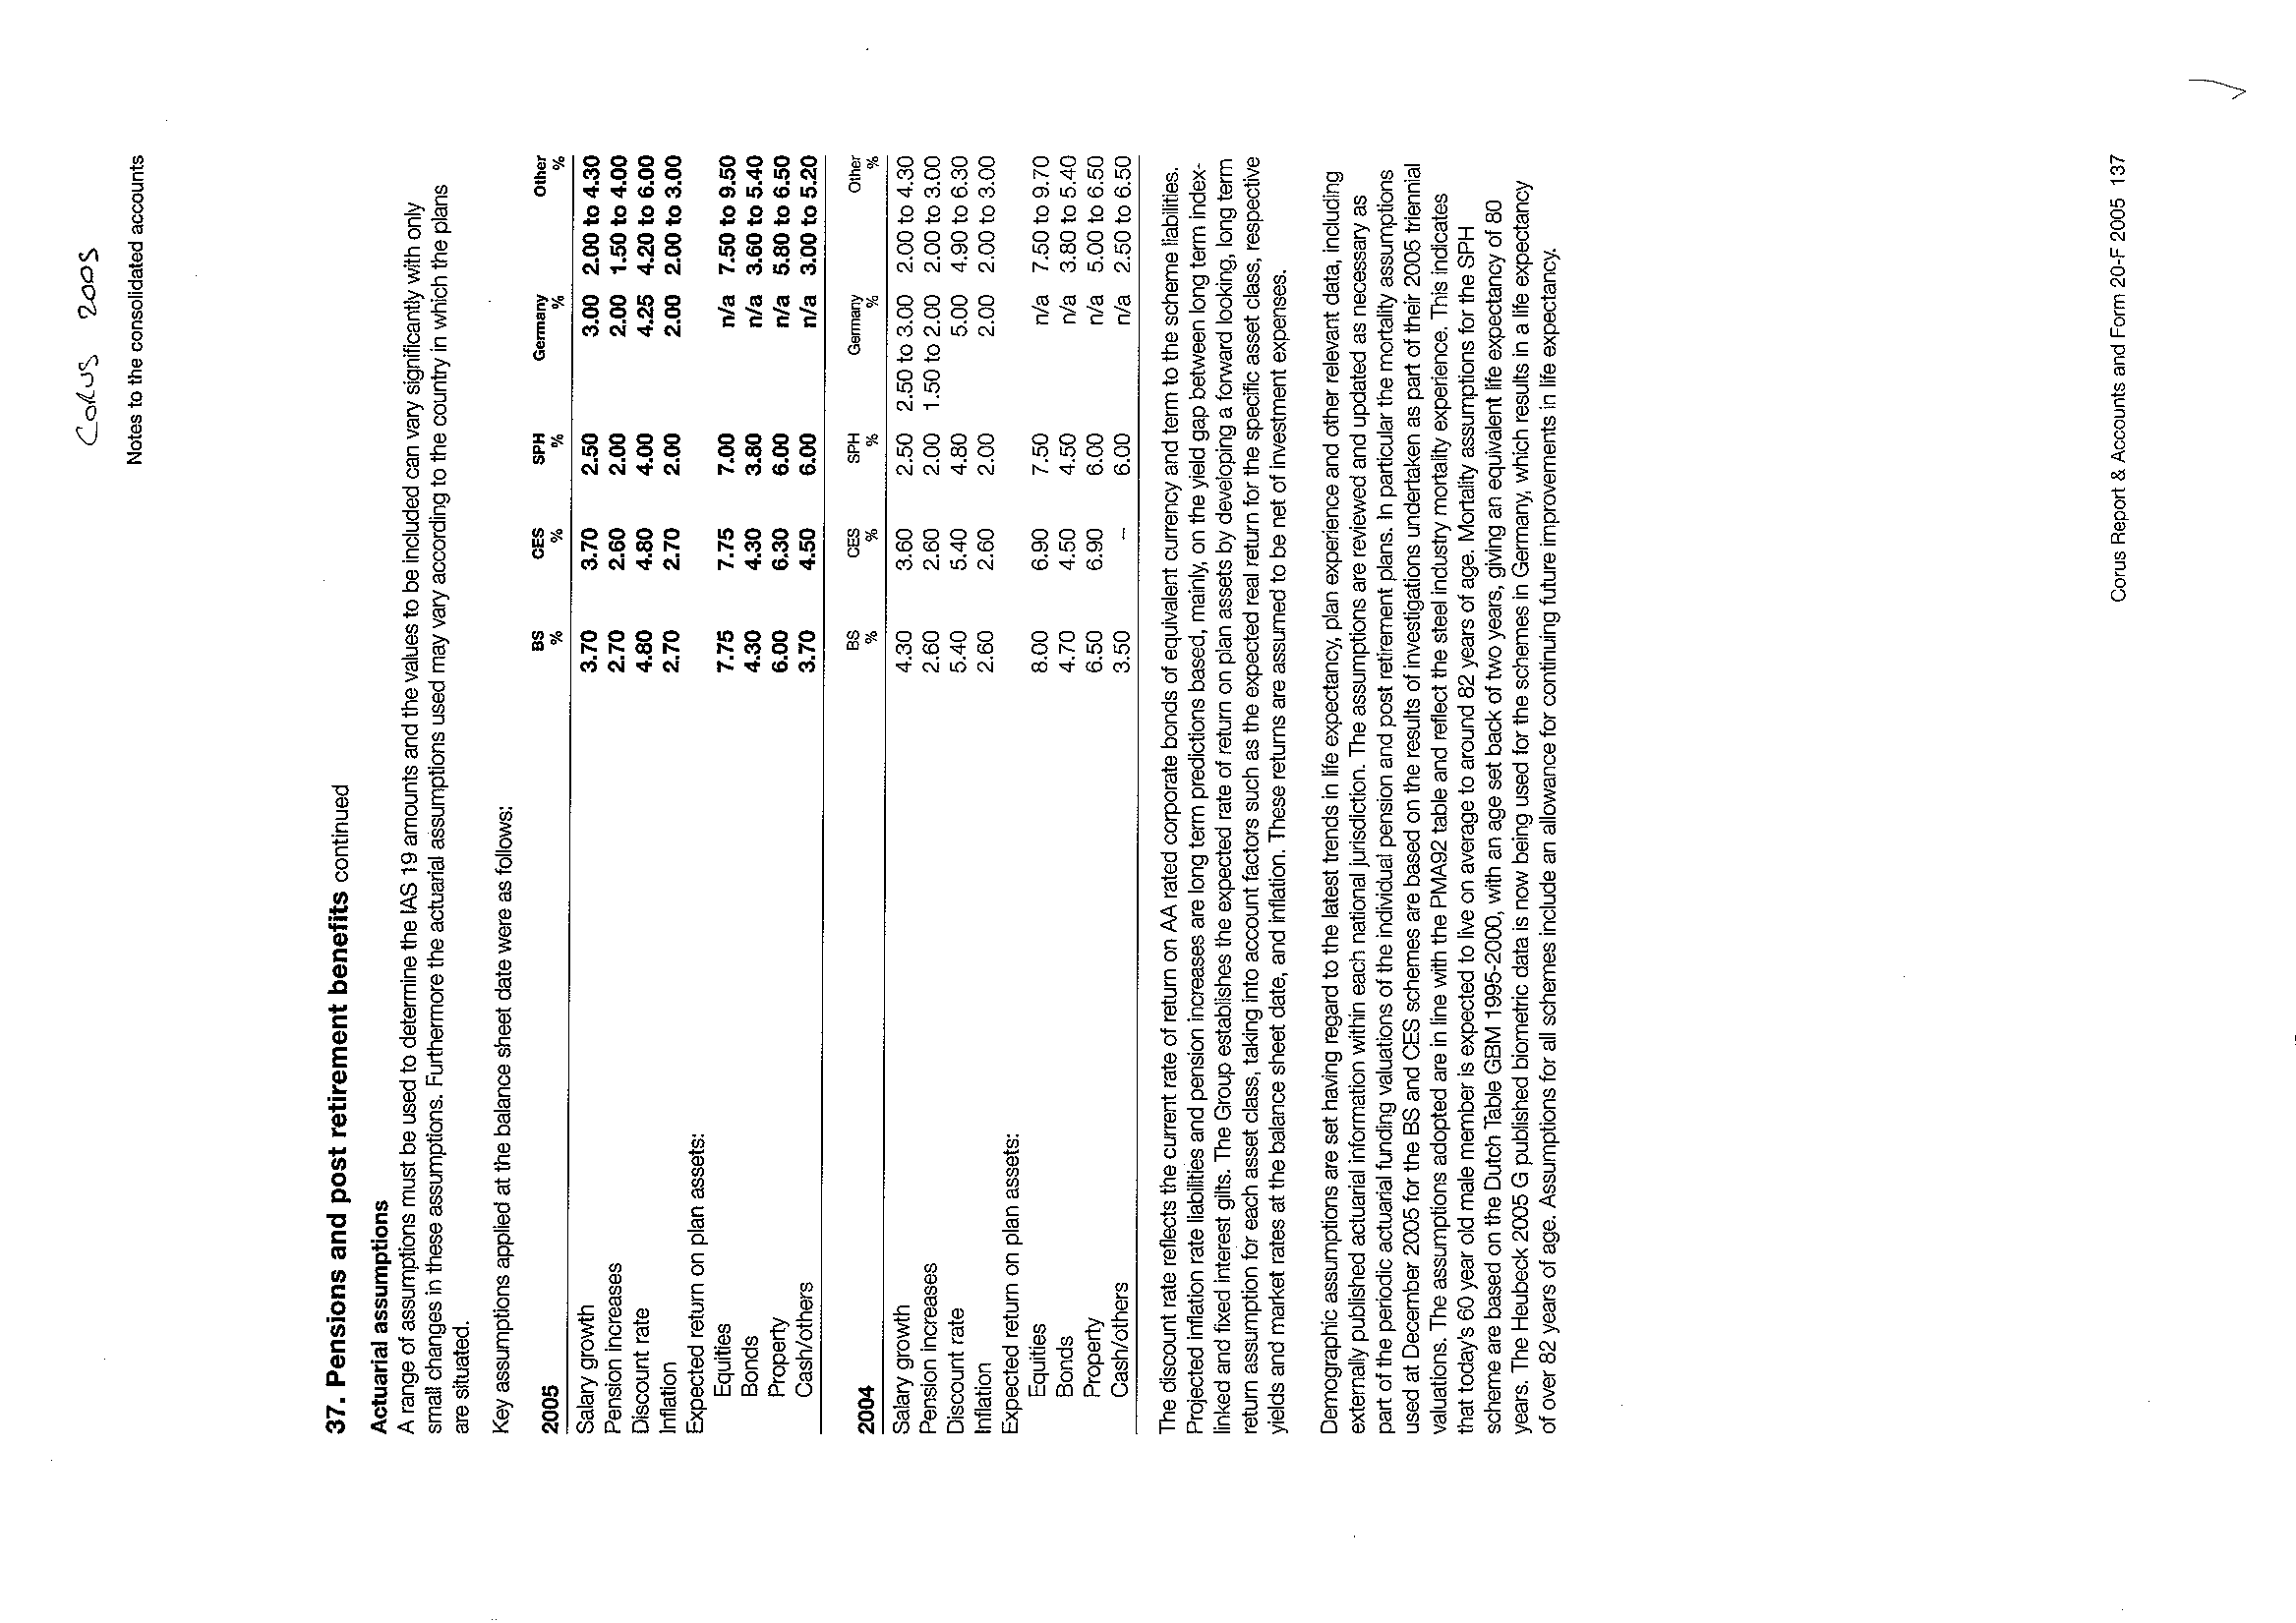 Corus 2005
Notes to the consolidated accounts
37. Pensions and post retirement benefits continued
Actuarial assumptions
A range of assumptions must be used to determine the IAS 19 amounts and the values to be included can vary significantly with only
small changes in these assumptions. Furthermore the actuarial assumptions used may vary according to the country in which the plans
are situated.
Key assumptions applied at the balance sheet date were as follows:
BS CES SPH Germany Other
2005 % % % % %
Salary growth 3.70 3.70 2.50 3.00 2.00 to 4.30
Pension increases 2.70 2.60 2.00 2.00 1.50 to 4.00
Discount rate 4.80 4.80 4.00 4.25 4.20 to 6.00
Inflation 2.70 2.70 2.00 2.00 2.00 to 3.00
Expected return on plan assets:
Equities 7.75 7.75 7.00 n/a 7.50 to 9.50
Bonds 4.30 4.30 3.80 n/a 3.60 to 5.40
Property 6.00 6.30 6.00 n/a 5.80 to 6.50
Cash/others 3.70 4.50 6.00 n/a 3.00 to 5.20
BS CES SPH Germany Other
2004 % % % % %
Salary growth 4.30 3.60 2.50 2.50 to 3.00 2.00 to 4.30
Pension increases 2.60 2.60 2.00 1.50 to 2.00 2.00 to 3.00
Discount rate 5.40 5.40 4.80 5.00 4.90 to 6.30
Inflation 2.60 2.60 2.00 2.00 2.00 to 3.00
Expected return on plan assets:
Equities 8.00 6.90 7.50 n/a 7.50 to 9.70
Bonds 4.70 4.50 4.50 n/a 3.80 to 5.40
Property 6.50 6.90 6.00 n/a 5.00 to 6.50
Cash/others 3.50 – 6.00 n/a 2.50 to 6.50
The discount rate reflects the current rate of return on AA rated corporate bonds of equivalent currency and term to the scheme liabilities.
Projected inflation rate liabilities and pension increases are long term predictions based, mainly, on the yield gap between long term index-
linked and fixed interest gilts. The Group establishes the expected rate of return on plan assets by developing a forward looking, long term
return assumption for each asset class, taking into account factors such as the expected real return for the specific asset class, respective
yields and market rates at the balance sheet date, and inflation. These returns are assumed to be net of investment expenses.
Demographic assumptions are set having regard to the latest trends in life expectancy, plan experience and other relevant data, including
externally published actuarial information within each national jurisdiction. The assumptions are reviewed and updated as necessary as
part of the periodic actuarial funding valuations of the individual pension and post retirement plans. In particular the mortality assumptions
used at December 2005 for the BS and CES schemes are based on the results of investigations undertaken as part of their 2005 triennial
valuations. The assumptions adopted are in line with the PMA92 table and reflect the steel industry mortality experience. This indicates
that today's 60 year old male member is expected to live on average to around 82 years of age. Mortality assumptions for the SPH
scheme are based on the Dutch Table GBM 1995-2000, with an age set back of two years, giving an equivalent life expectancy of 80
years. The Heubeck 2005 G published biometric data is now being used for the schemes in Germany, which results in a life expectancy
of over 82 years of age. Assumptions for all schemes include an allowance for continuing future improvements in life expectancy.
Corus Report & Accounts and Form 20-F 2005 137